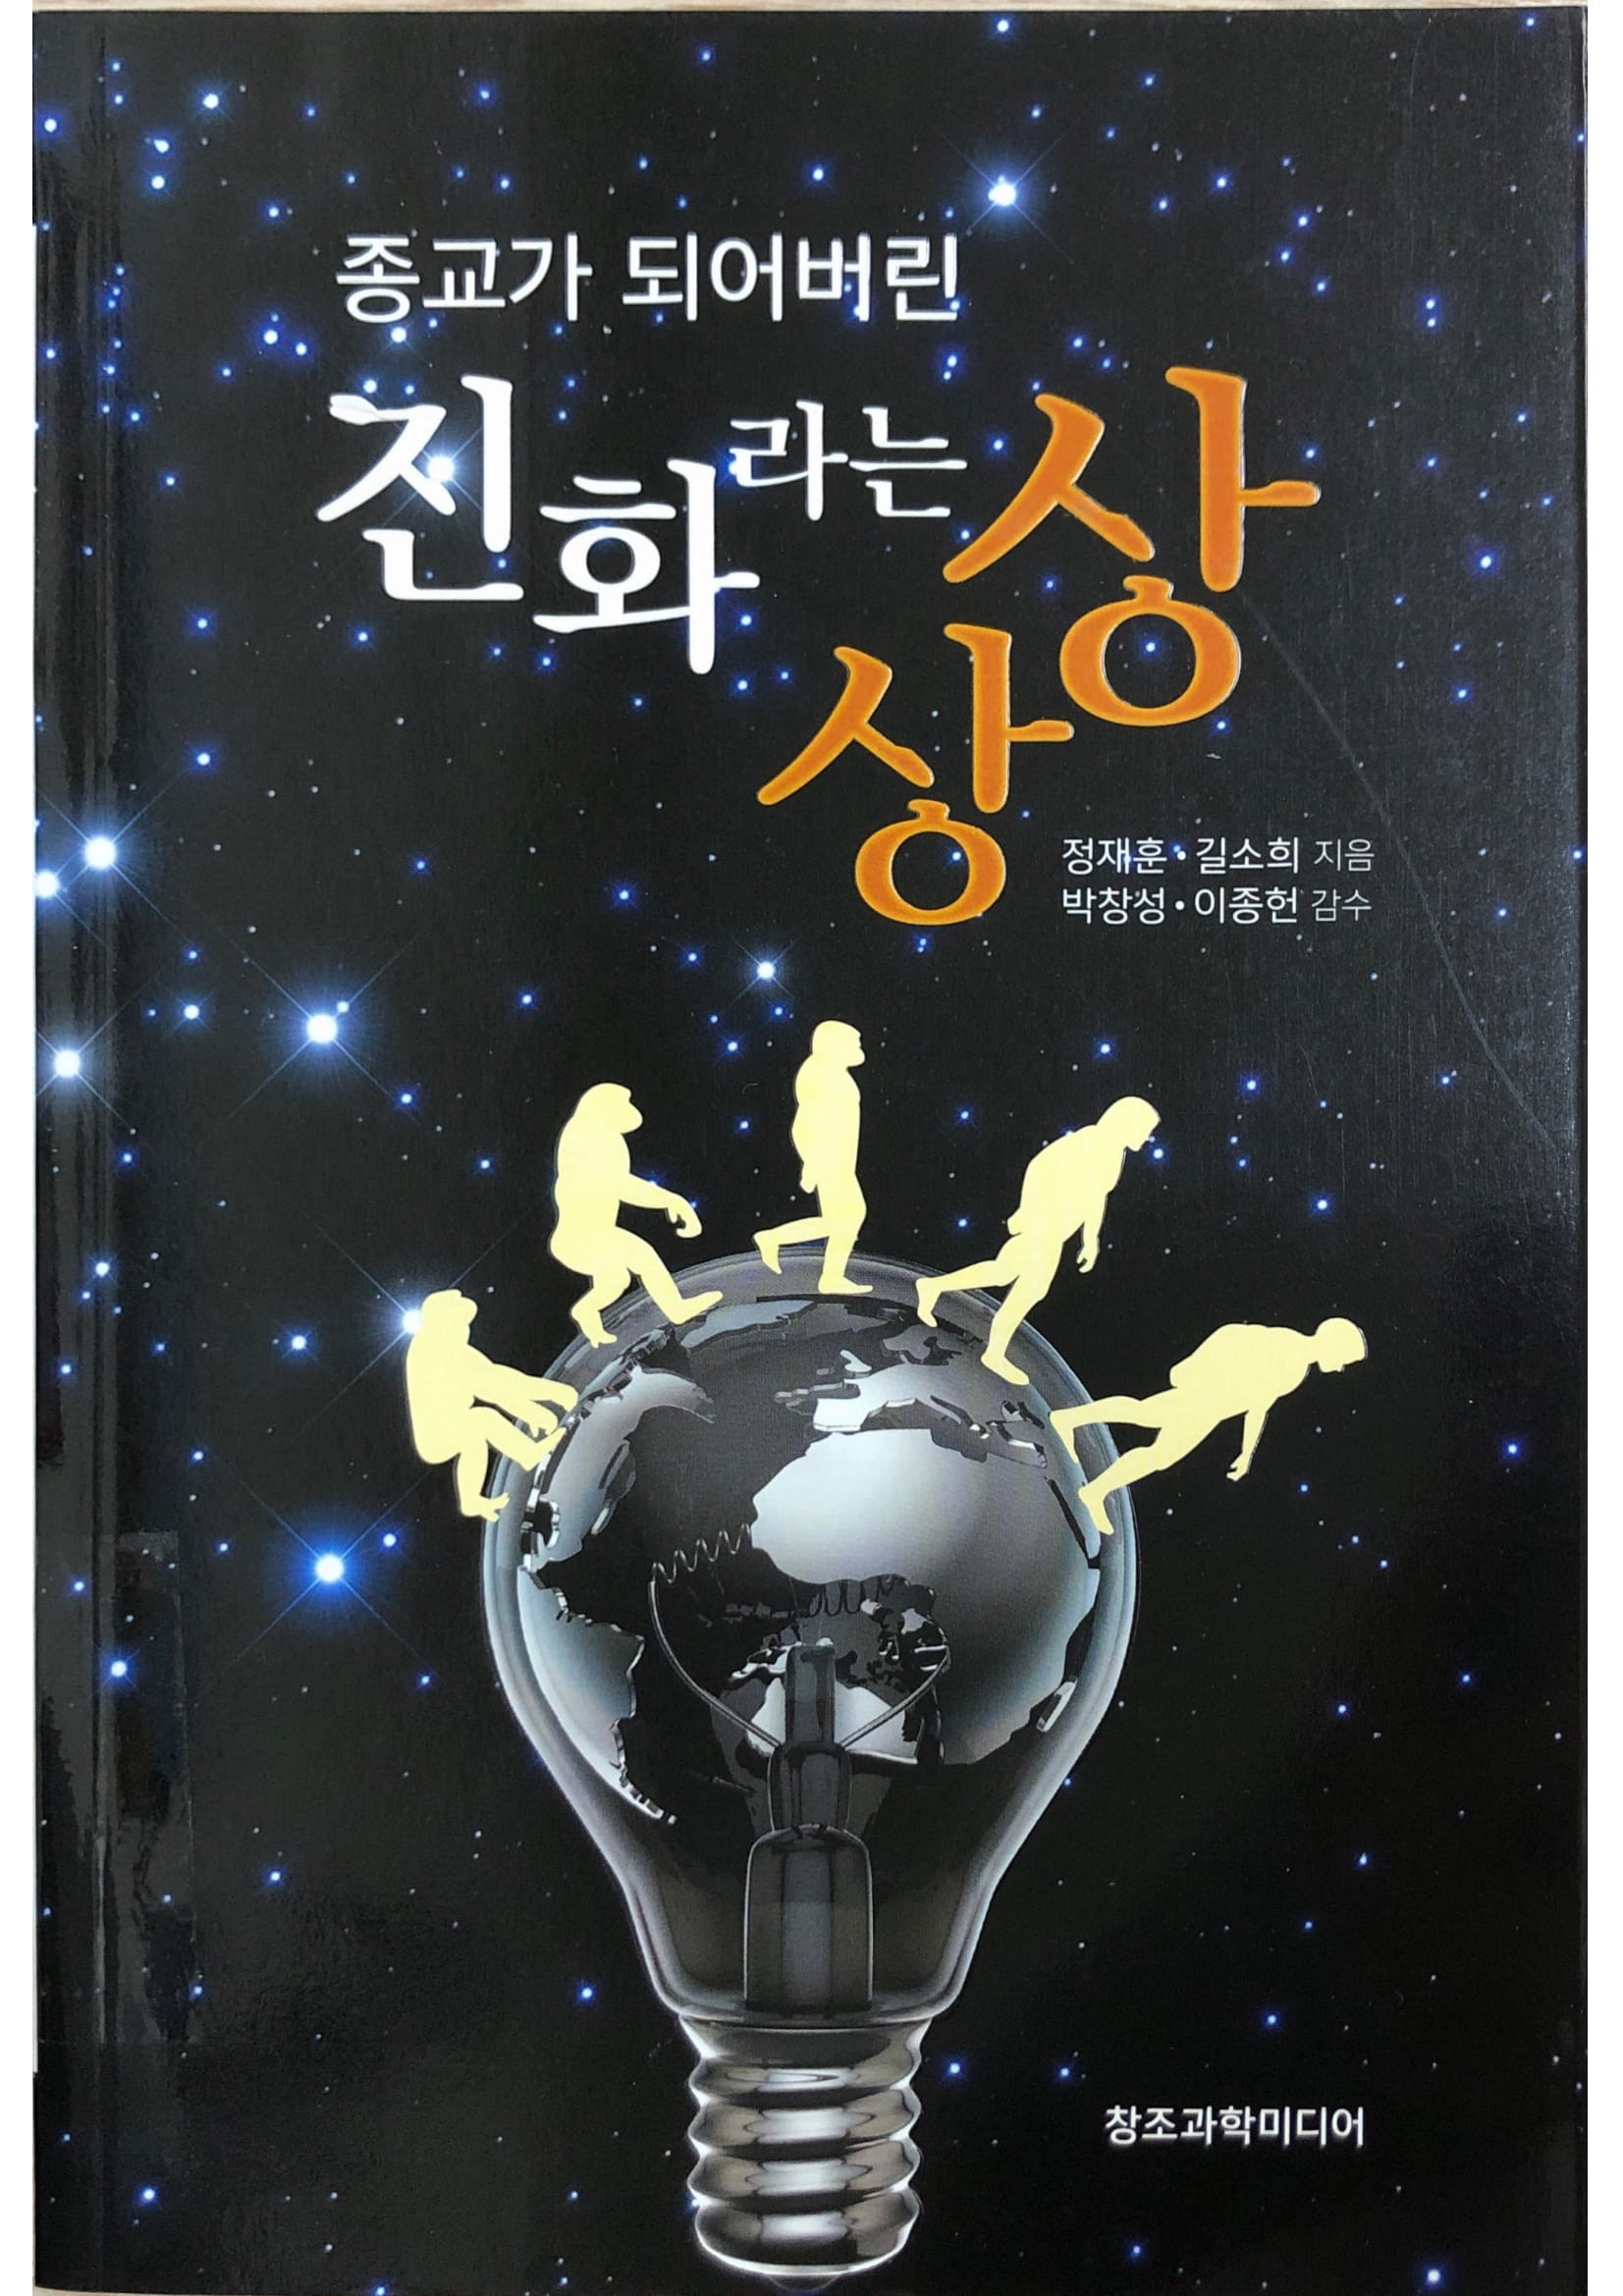 종교가 되어버린
진화라는 상상
정재훈•길소희 지음
박창성•이종헌 감수
창조과학미디어